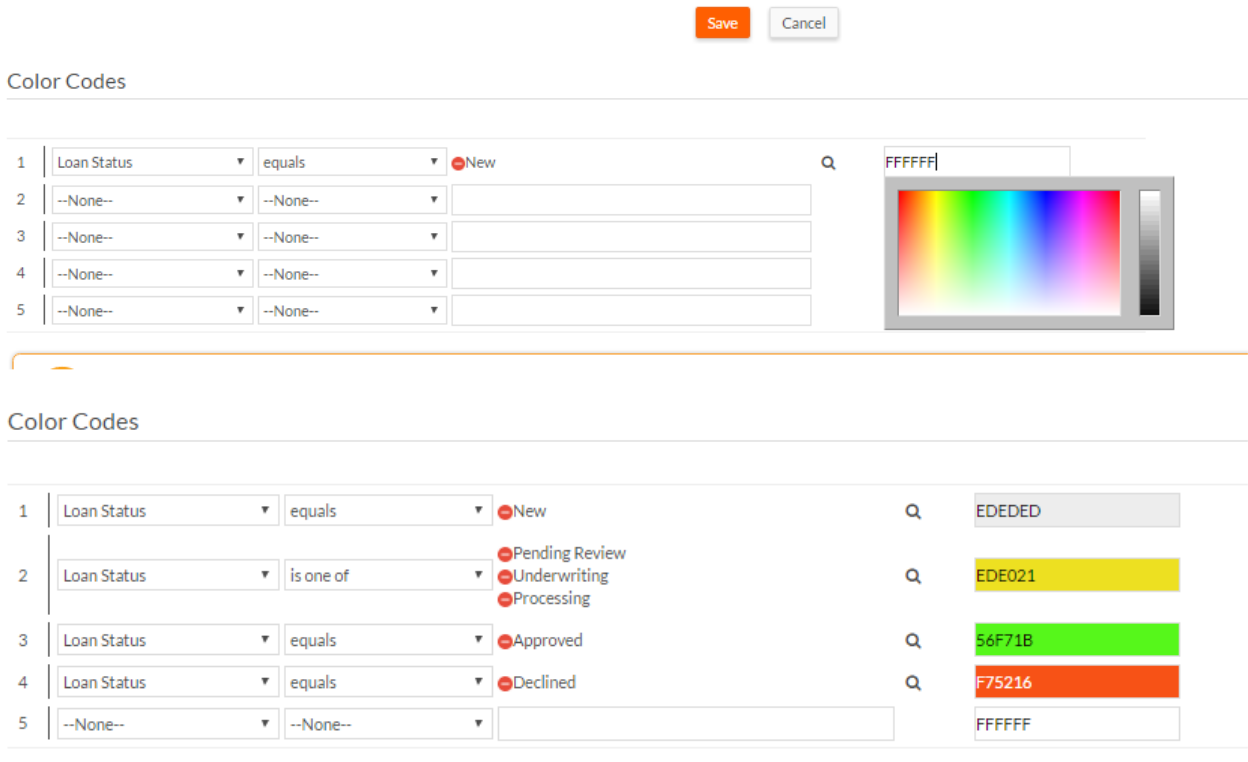 Save Cancel
Color Codes
1 Loan Status equals New FFFFFF
2 --None-- --None--
3 --None-- --None--
4 --None-- --None--
5 --None-- --None--
Color Codes
1 Loan Status equals New EDEDED
Pending Review
2 Loan Status is one of Underwriting EDE021
Processing
3 Loan Status equals Approved 56F71B
4 Loan Status equals Declined F75216
5 --None-- --None-- FFFFFF